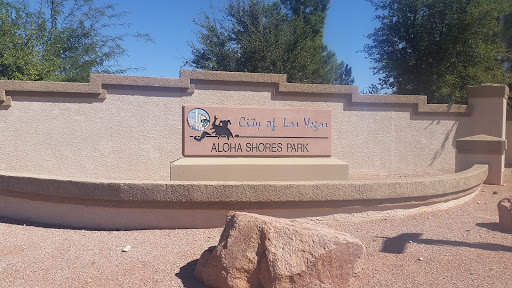 City of Las Vegas
ALOHA SHORES PARK